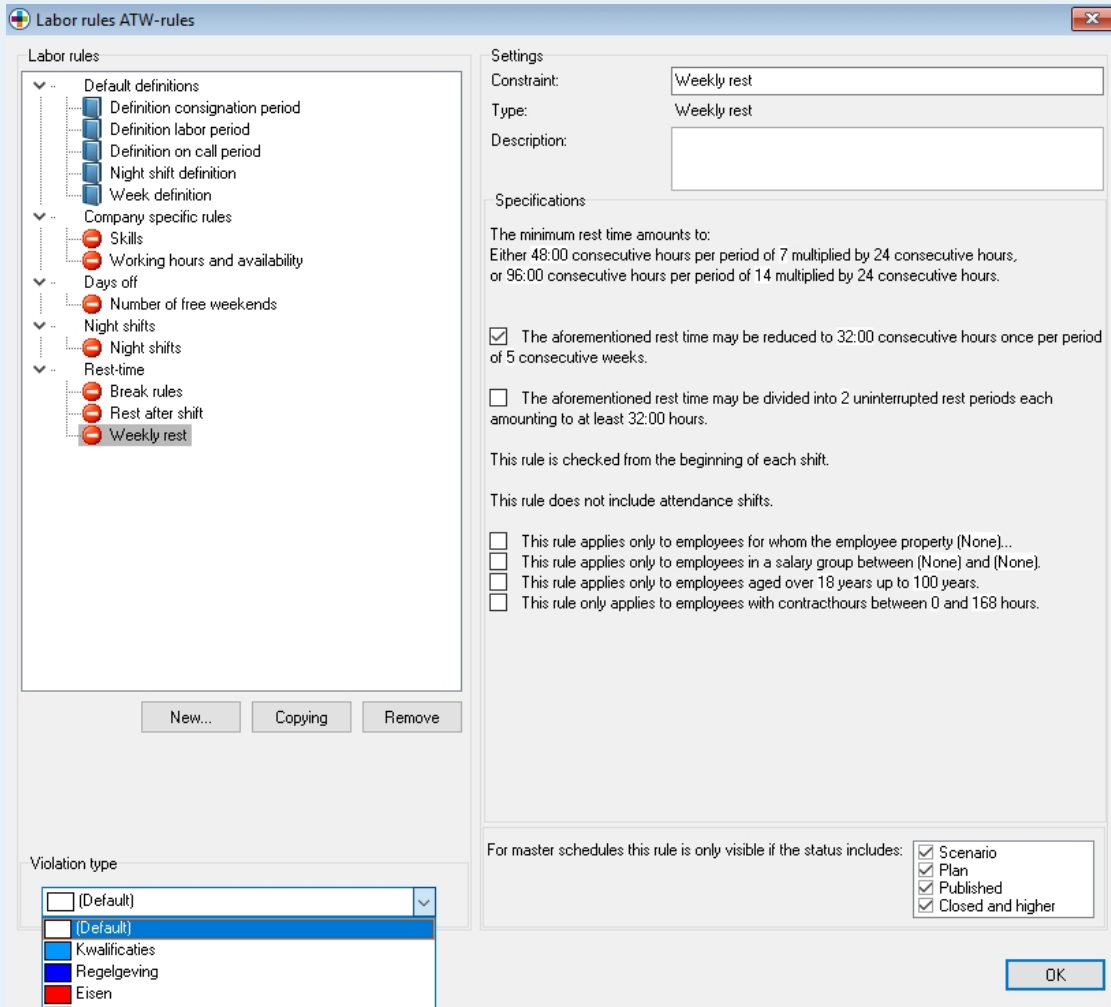 Labor rules ATW-rules
Labor rules
Default definitions
Definition consignation period
Definition labor period
Definition on call period
Night shift definition
Week definition
Company specific rules
Skills
Working hours and availability
Days off
Number of free weekends
Night shifts
Night shifts
Rest-time
Break rules
Rest after shift
Weekly rest
New...
Copying
Remove
Violation type
(Default)
(Default)
Kwalificaties
Regelgeving
Eisen
Settings
Constraint:
Weekly rest
Type:
Weekly rest
Description:
Specifications
The minimum rest time amounts to:
Either 48:00 consecutive hours per period of 7 multiplied by 24 consecutive hours,
or 96:00 consecutive hours per period of 14 multiplied by 24 consecutive hours.
The aforementioned rest time may be reduced to 32:00 consecutive hours once per period
of 5 consecutive weeks.
The aforementioned rest time may be divided into 2 uninterrupted rest periods each
amounting to at least 32:00 hours.
This rule is checked from the beginning of each shift.
This rule does not include attendance shifts.
This rule applies only to employees for whom the employee property (None)...
This rule applies only to employees in a salary group between (None) and (None).
This rule applies only to employees aged over 18 years up to 100 years.
This rule only applies to employees with contracthours between 0 and 168 hours.
For master schedules this rule is only visible if the status includes:
Scenario
Plan
Published
Closed and higher
OK